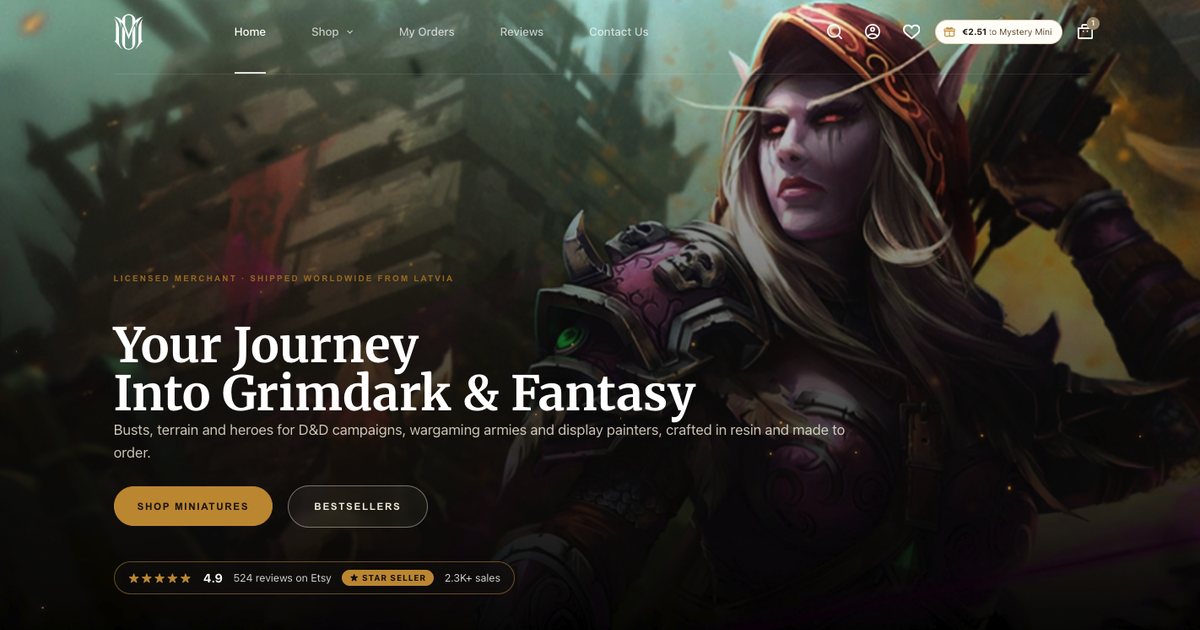 Home
Shop
My Orders
Reviews
Contact Us
€2.51 to Mystery Mini
1
LICENSED MERCHANT · SHIPPED WORLDWIDE FROM LATVIA
Your Journey
Into Grimdark & Fantasy
Busts, terrain and heroes for D&D campaigns, wargaming armies and display painters, crafted in resin and made to
order.
SHOP MINIATURES
BESTSELLERS
★★★★★ 4.9 524 reviews on Etsy ★ STAR SELLER 2.3K+ sales